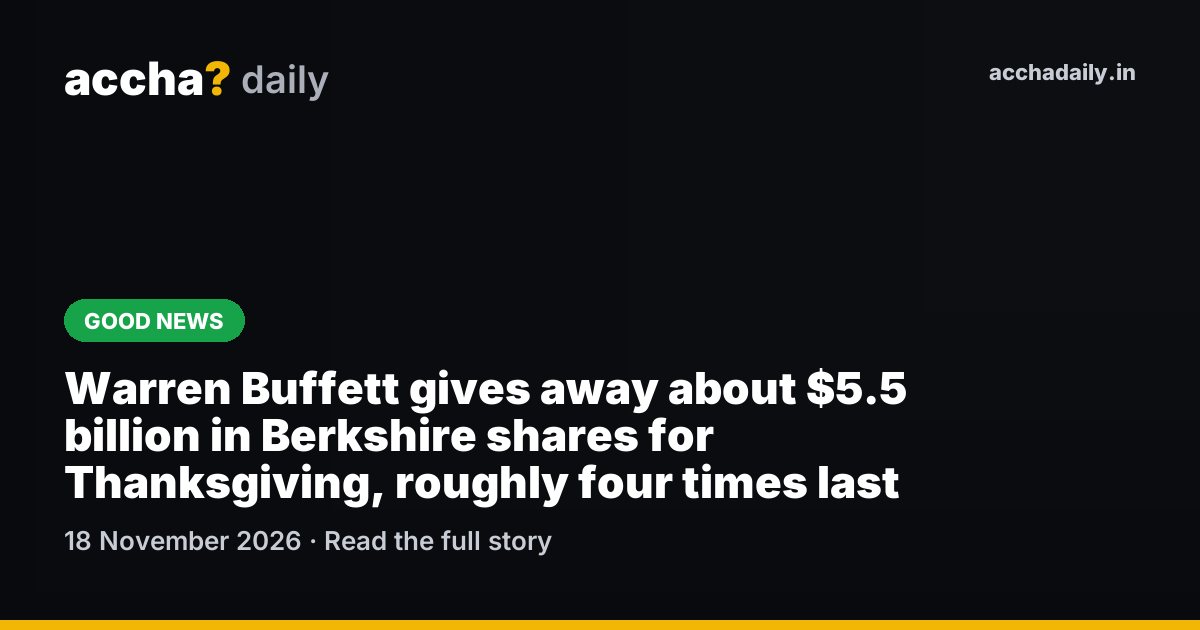 accha? daily
acchadaily.in
GOOD NEWS
Warren Buffett gives away about $5.5
billion in Berkshire shares for
Thanksgiving, roughly four times last
18 November 2026 · Read the full story